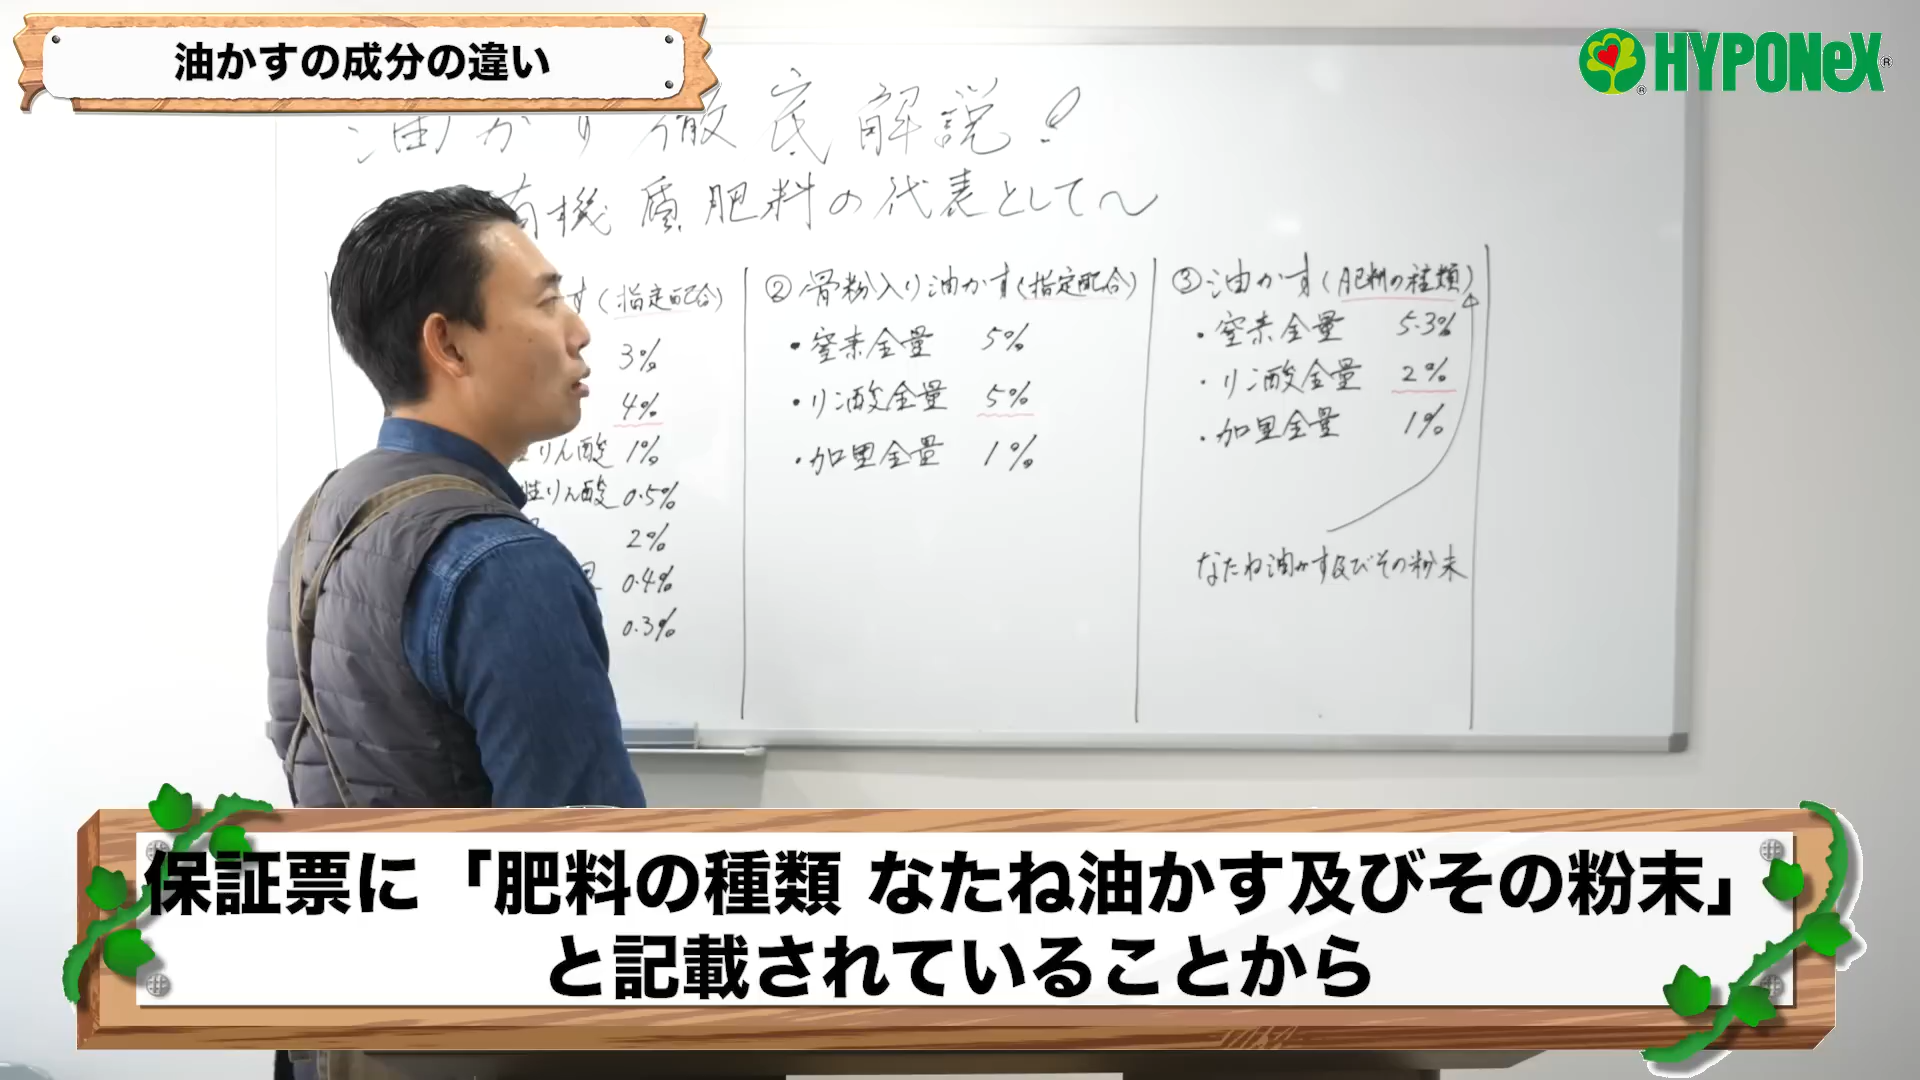 油かすの成分の違い
HYPONeX
油かす徹底解説!
有機質肥料の代表として〜
す(指定配合)
3%
4%
りん酸 1%
性りん酸 0.5%
2%
0.4%
0.3%
②骨粉入り油かす(指定配合)
・窒素全量 5%
・リン酸全量 5%
・加里全量 1%
③油かす(肥料の種類)
・窒素全量 5.3%
・リン酸全量 2%
・加里全量 1%
なたね油かす及びその粉末
保証票に「肥料の種類 なたね油かす及びその粉末」
と記載されていることから